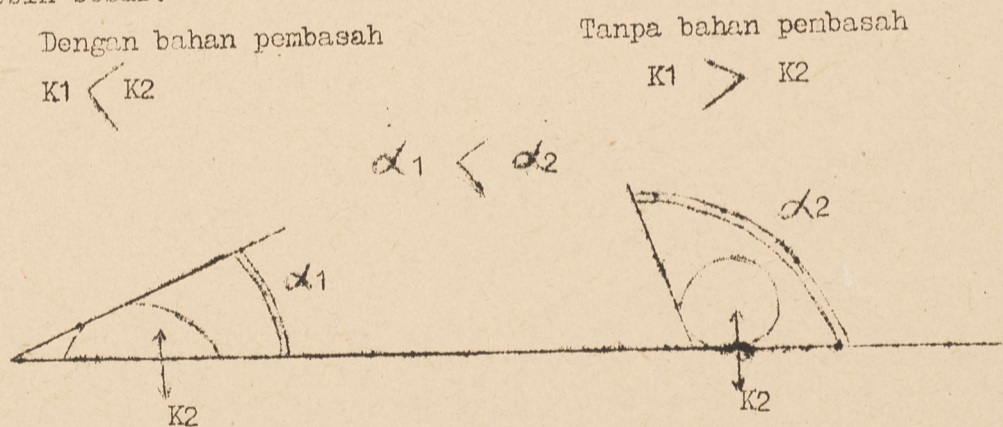 Dengan bahan pembasah
Tanpa bahan pembasah
K1 < K2
K1 > K2
α1 < α2
α1
α2
K2
K2